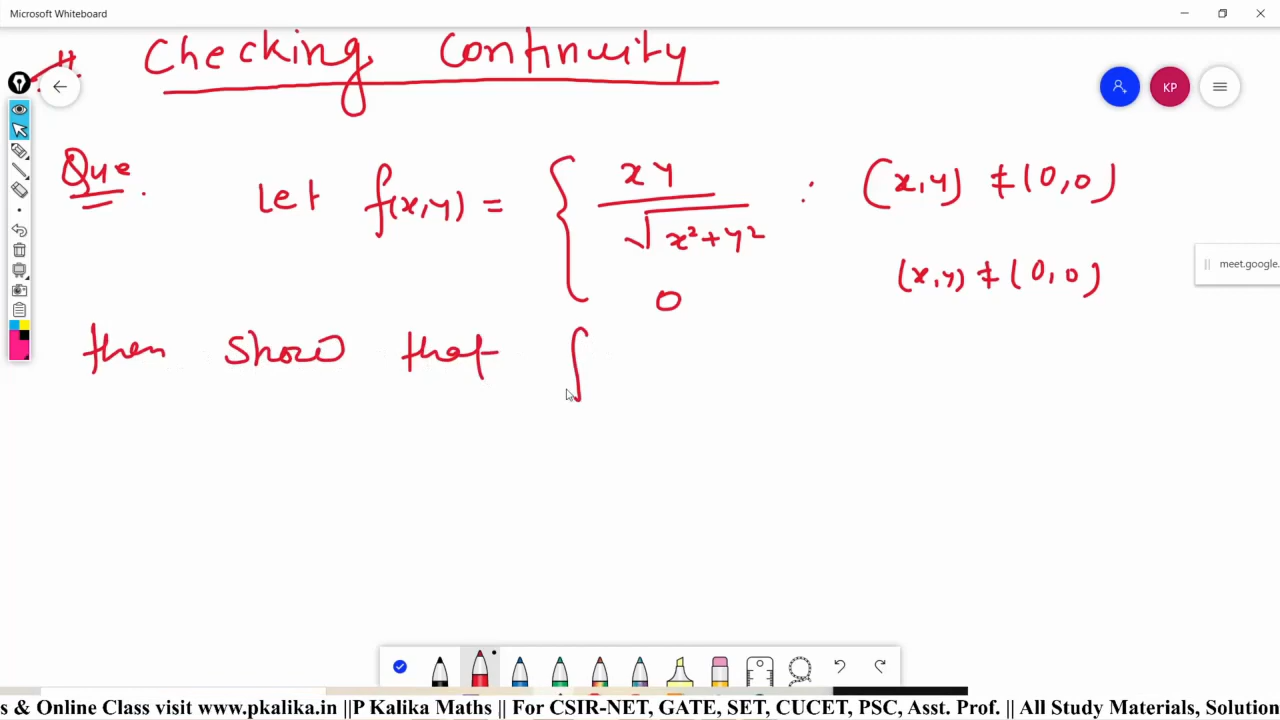 Microsoft Whiteboard
Checking Continuity
KP
Que. Let f(x,y) = { xy / √x²+y² : (x,y) ≠ (0,0)
0 (x,y) ≠ (0,0)
meet.google.
then show that f
s & Online Class visit www.pkalika.in ||P Kalika Maths || For CSIR-NET, GATE, SET, CUCET, PSC, Asst. Prof. || All Study Materials, Solution